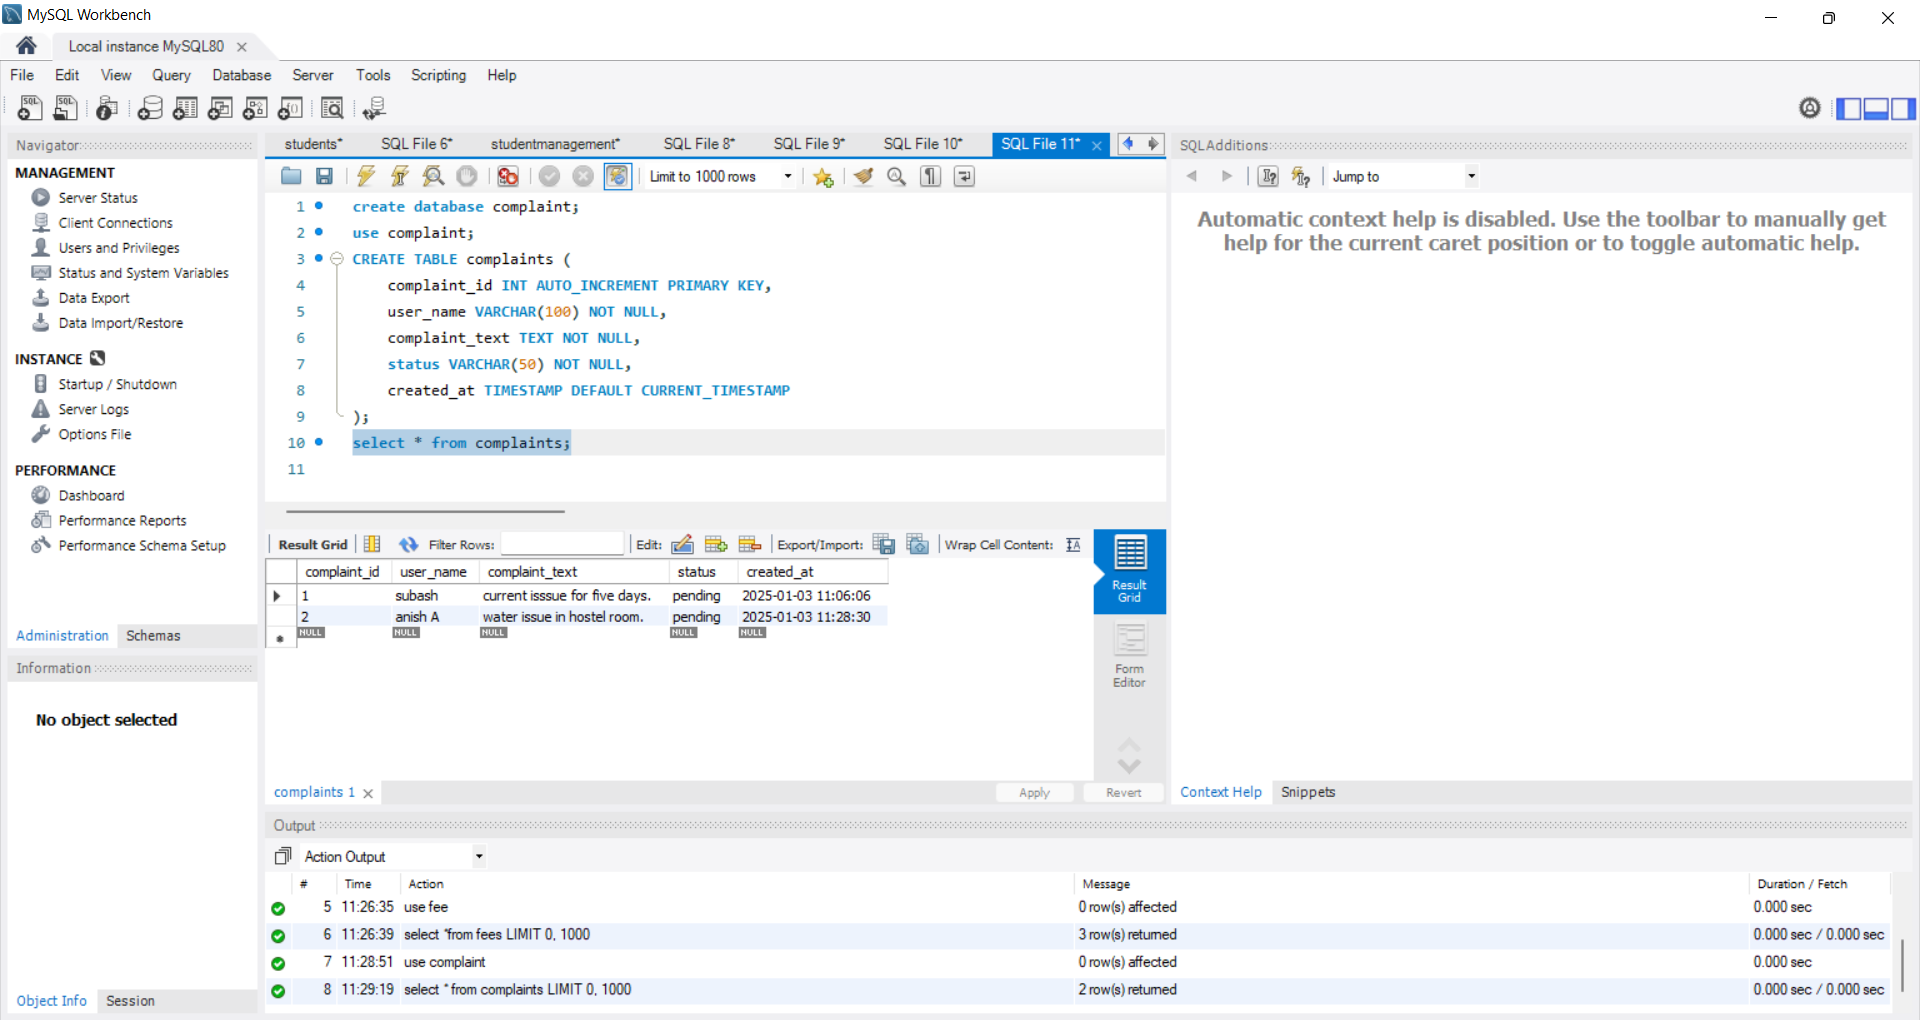 MySQL Workbench
Local instance MySQL80
File Edit View Query Database Server Tools Scripting Help
Navigator
MANAGEMENT
Server Status
Client Connections
Users and Privileges
Status and System Variables
Data Export
Data Import/Restore
INSTANCE
Startup / Shutdown
Server Logs
Options File
PERFORMANCE
Dashboard
Performance Reports
Performance Schema Setup
Administration Schemas
Information
No object selected
Object Info Session
students* SQL File 6* studentmanagement* SQL File 8* SQL File 9* SQL File 10* SQL File 11*
Limit to 1000 rows
1 create database complaint;
2 use complaint;
3 CREATE TABLE complaints (
4 complaint_id INT AUTO_INCREMENT PRIMARY KEY,
5 user_name VARCHAR(100) NOT NULL,
6 complaint_text TEXT NOT NULL,
7 status VARCHAR(50) NOT NULL,
8 created_at TIMESTAMP DEFAULT CURRENT_TIMESTAMP
9 );
10 select * from complaints;
11
Result Grid Filter Rows: Edit: Export/Import: Wrap Cell Content:
complaint_id user_name complaint_text status created_at
1 subash current isssue for five days. pending 2025-01-03 11:06:06
2 anish A water issue in hostel room. pending 2025-01-03 11:28:30
NULL NULL NULL NULL NULL
Result
Grid
Form
Editor
complaints 1 Apply Revert
SQLAdditions
Jump to
Automatic context help is disabled. Use the toolbar to manually get
help for the current caret position or to toggle automatic help.
Context Help Snippets
Output
Action Output
# Time Action Message Duration / Fetch
5 11:26:35 use fee 0 row(s) affected 0.000 sec
6 11:26:39 select *from fees LIMIT 0, 1000 3 row(s) returned 0.000 sec / 0.000 sec
7 11:28:51 use complaint 0 row(s) affected 0.000 sec
8 11:29:19 select * from complaints LIMIT 0, 1000 2 row(s) returned 0.000 sec / 0.000 sec